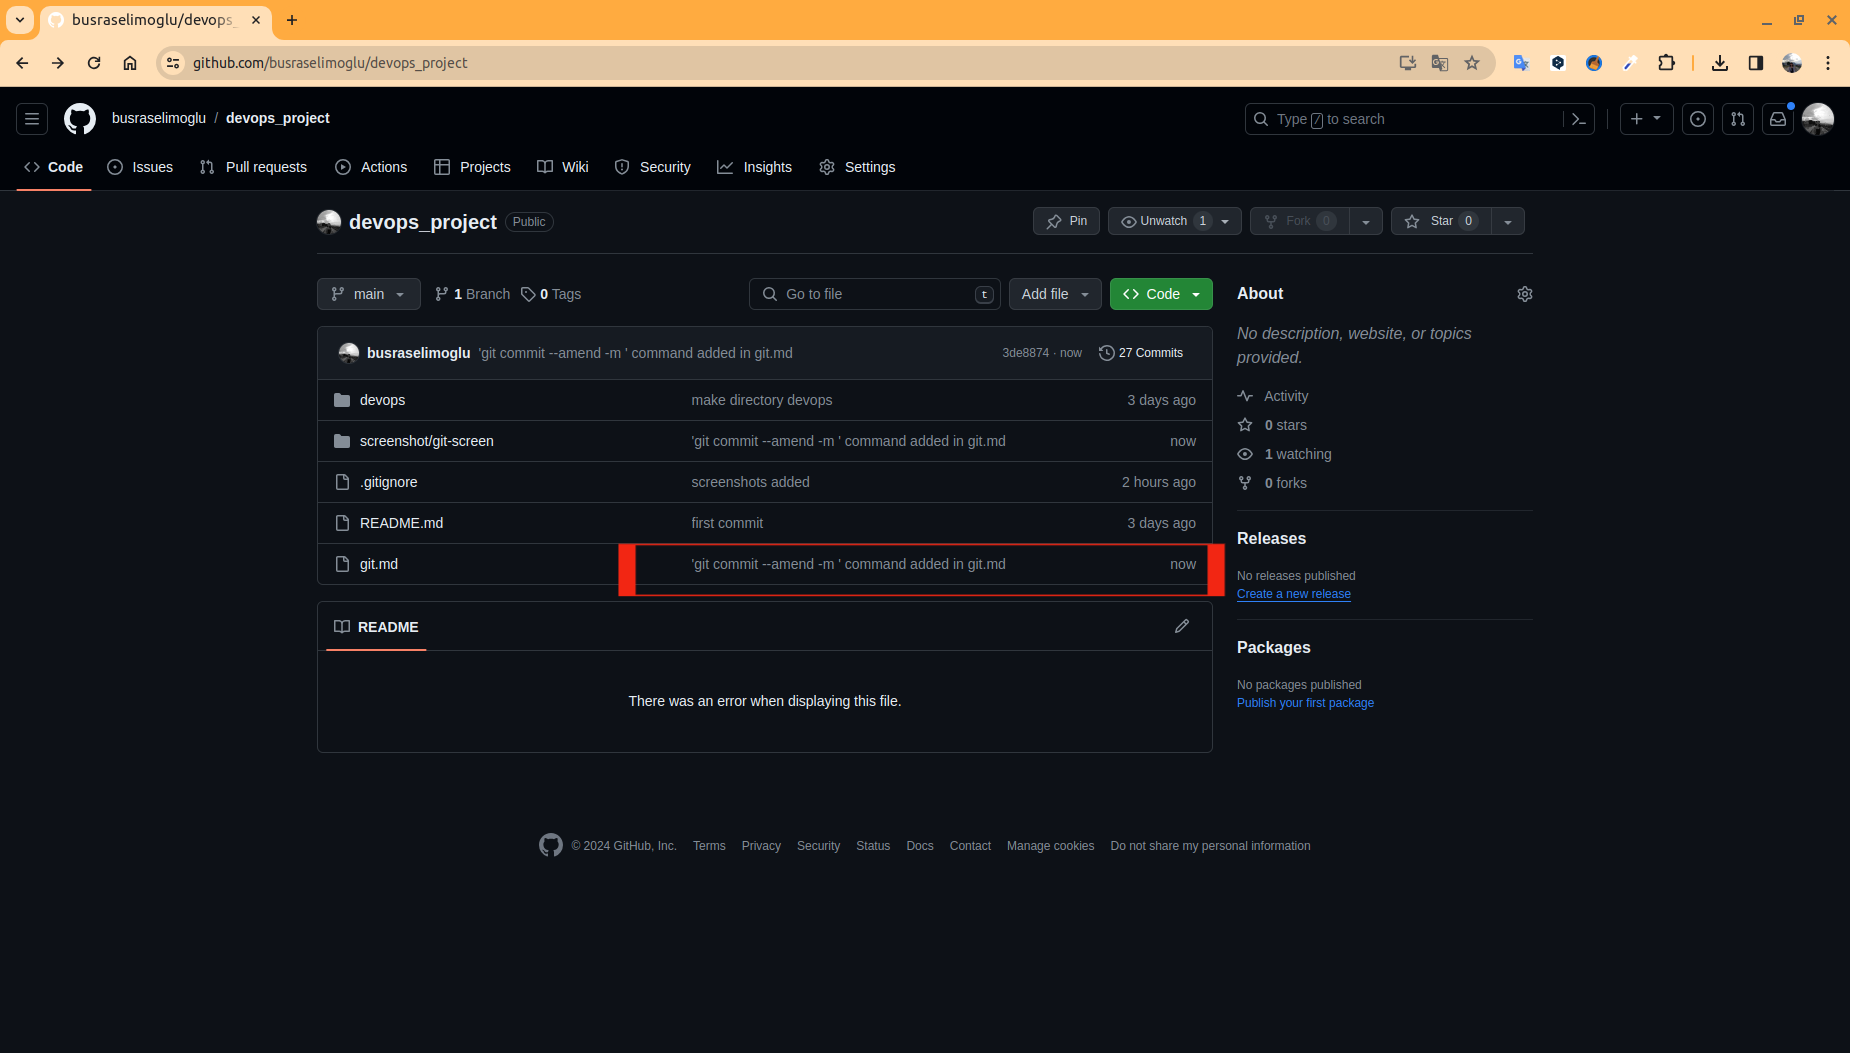 busraselimoglu/devops_
github.com/busraselimoglu/devops_project
busraselimoglu / devops_project
Type / to search
Code Issues Pull requests Actions Projects Wiki Security Insights Settings
devops_project Public
Pin Unwatch 1 Fork 0 Star 0
main 1 Branch 0 Tags Go to file t Add file Code
busraselimoglu 'git commit --amend -m ' command added in git.md 3de8874 · now 27 Commits
devops make directory devops 3 days ago
screenshot/git-screen 'git commit --amend -m ' command added in git.md now
.gitignore screenshots added 2 hours ago
README.md first commit 3 days ago
git.md 'git commit --amend -m ' command added in git.md now
README
There was an error when displaying this file.
About
No description, website, or topics
provided.
Activity
0 stars
1 watching
0 forks
Releases
No releases published
Create a new release
Packages
No packages published
Publish your first package
© 2024 GitHub, Inc. Terms Privacy Security Status Docs Contact Manage cookies Do not share my personal information